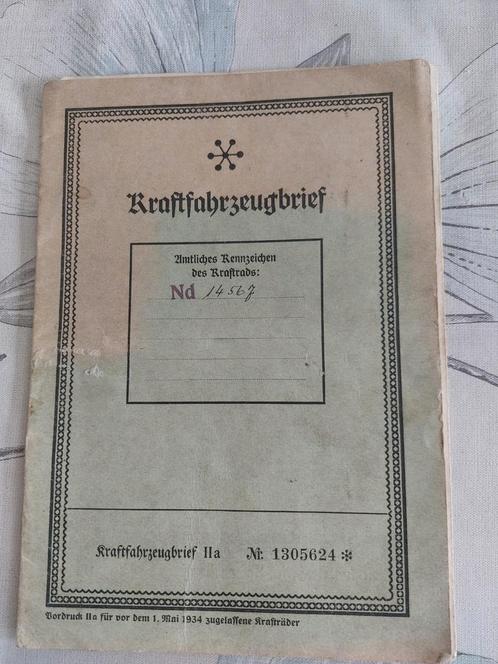 Kraftfahrzeugbrief
Amtliches Kennzeichen
des Kraftrads:
Nd 14567
Kraftfahrzeugbrief IIa Nr. 1305624 *
Vordruck IIa für vor dem 1. Mai 1934 zugelassene Krafträder